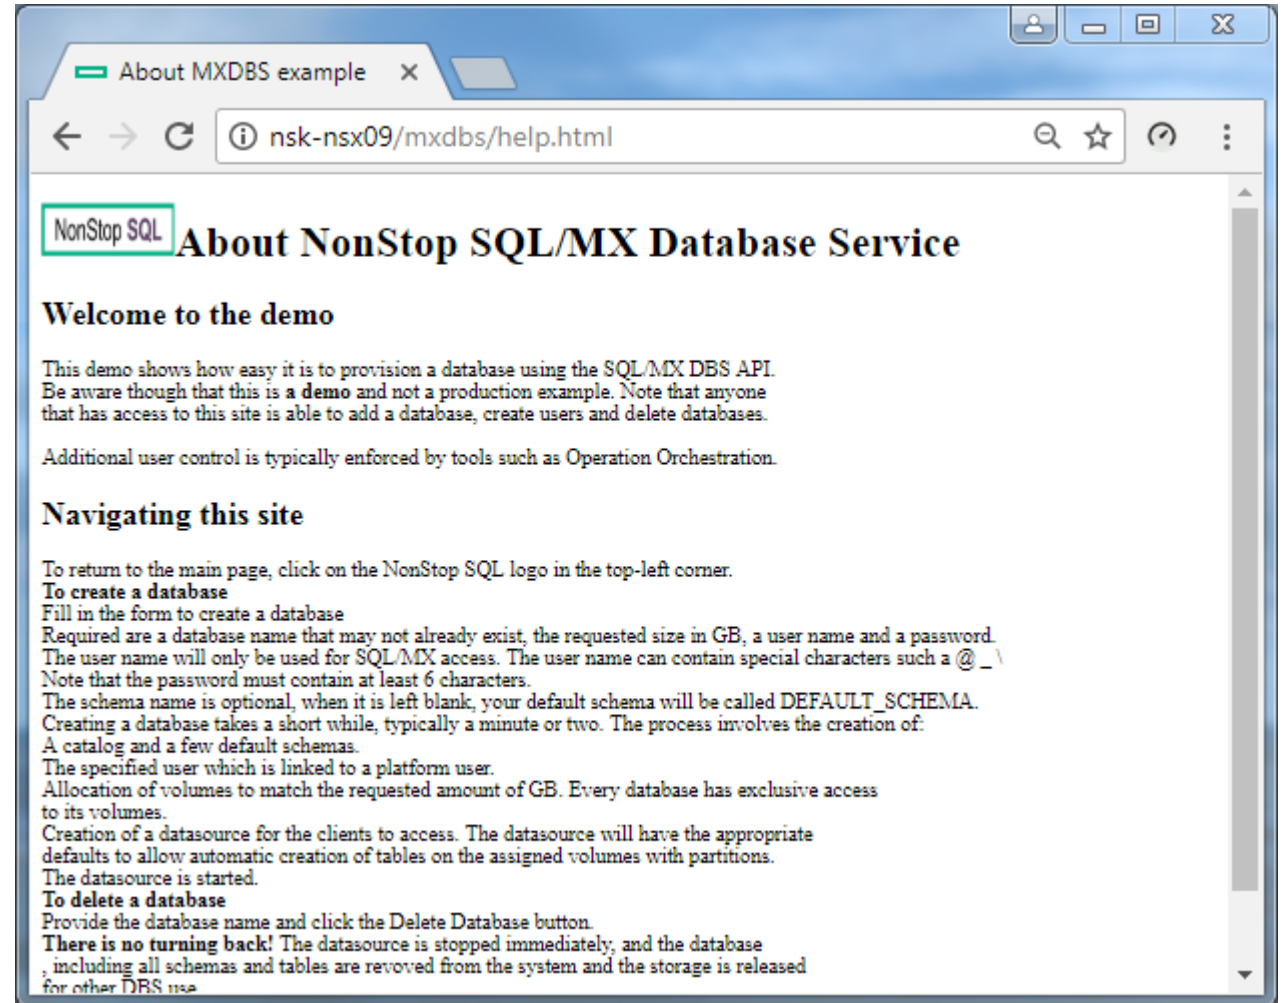 About MXDBS example
nsk-nsx09/mxdbs/help.html
NonStop SQL
About NonStop SQL/MX Database Service
Welcome to the demo
This demo shows how easy it is to provision a database using the SQL/MX DBS API.
Be aware though that this is a demo and not a production example. Note that anyone
that has access to this site is able to add a database, create users and delete databases.
Additional user control is typically enforced by tools such as Operation Orchestration.
Navigating this site
To return to the main page, click on the NonStop SQL logo in the top-left corner.
To create a database
Fill in the form to create a database
Required are a database name that may not already exist, the requested size in GB, a user name and a password.
The user name will only be used for SQL/MX access. The user name can contain special characters such a @ _ \
Note that the password must contain at least 6 characters.
The schema name is optional, when it is left blank, your default schema will be called DEFAULT_SCHEMA.
Creating a database takes a short while, typically a minute or two. The process involves the creation of:
A catalog and a few default schemas.
The specified user which is linked to a platform user.
Allocation of volumes to match the requested amount of GB. Every database has exclusive access
to its volumes.
Creation of a datasource for the clients to access. The datasource will have the appropriate
defaults to allow automatic creation of tables on the assigned volumes with partitions.
The datasource is started.
To delete a database
Provide the database name and click the Delete Database button.
There is no turning back! The datasource is stopped immediately, and the database
, including all schemas and tables are revoved from the system and the storage is released
for other DBS use